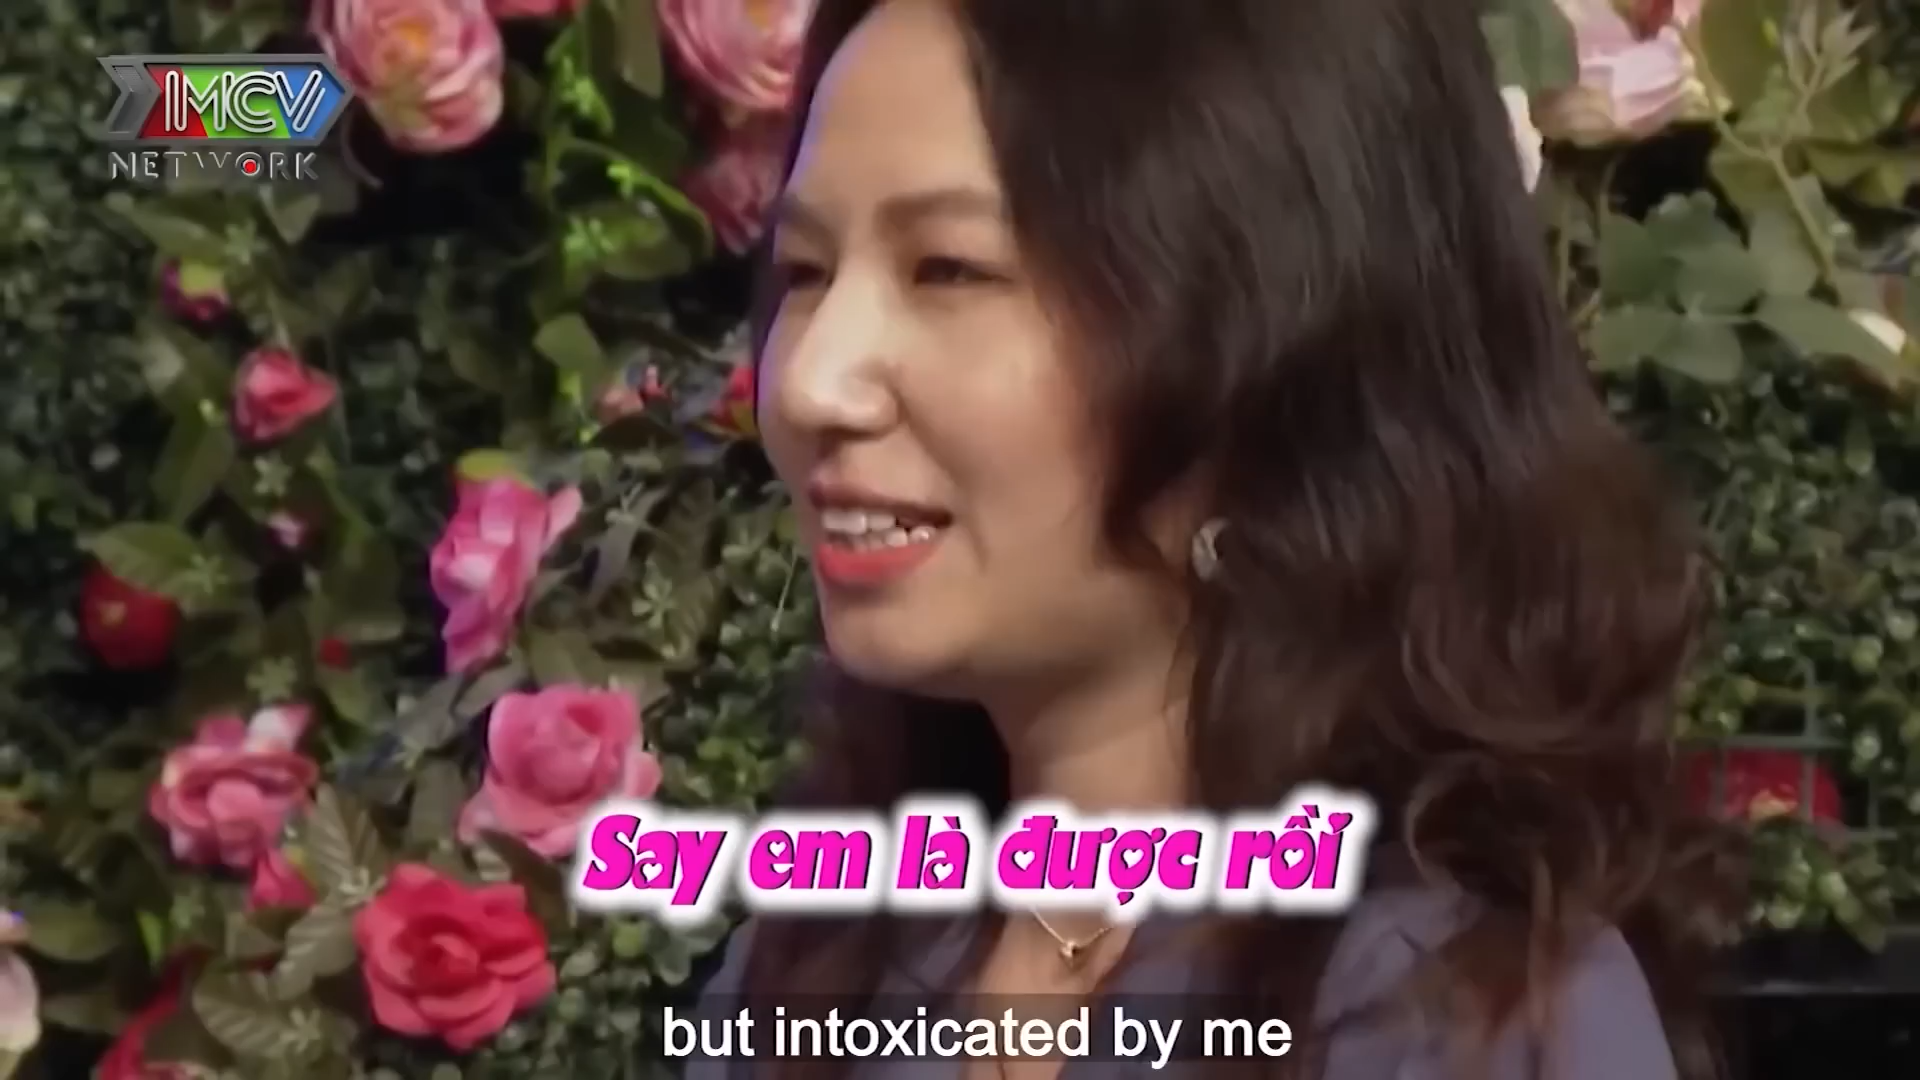 MCV
NETWORK
Say em là được rồi
but intoxicated by me